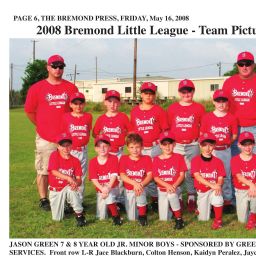 PAGE 6, THE BREMOND PRESS, FRIDAY, May 16, 2008
2008 Bremond Little League - Team Pictu
JASON GREEN 7 & 8 YEAR OLD JR. MINOR BOYS - SPONSORED BY GREE
SERVICES. Front row L-R Jace Blackburn, Colton Henson, Kaidyn Peralez, Jayc